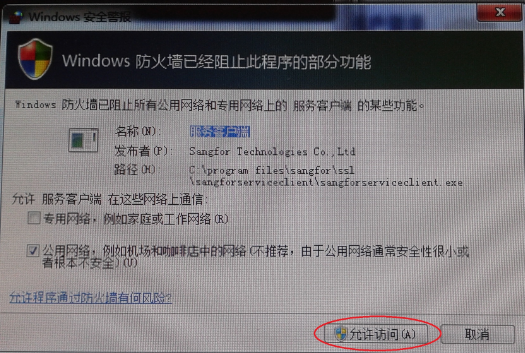 Windows 安全警报
Windows 防火墙已经阻止此程序的部分功能
Windows 防火墙已阻止所有公用网络和专用网络上的 服务客户端 的某些功能。
名称(N): 服务客户端
发布者(P): Sangfor Technologies Co.,Ltd
路径(H): C:\program files\sangfor\ssl
\sangforserviceclient\sangforserviceclient.exe
允许 服务客户端 在这些网络上通信:
专用网络，例如家庭或工作网络(R)
公用网络，例如机场和咖啡店中的网络(不推荐，由于公用网络通常安全性很小或
者根本不安全)(U)
允许程序通过防火墙有何风险?
允许访问(A)
取消